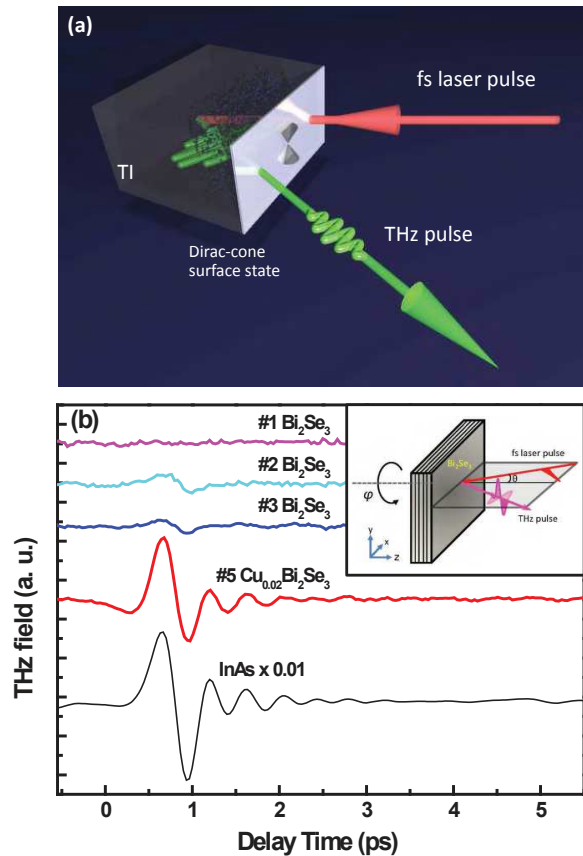 (a)
fs laser pulse
TI
THz pulse
Dirac-cone
surface state
(b)
#1 Bi₂Se₃
#2 Bi₂Se₃
#3 Bi₂Se₃
#5 Cu₀.₀₂Bi₂Se₃
InAs x 0.01
Bi₂Se₃
fs laser pulse
θ
THz pulse
φ
y
x
z
THz field (a. u.)
0 1 2 3 4 5
Delay Time (ps)